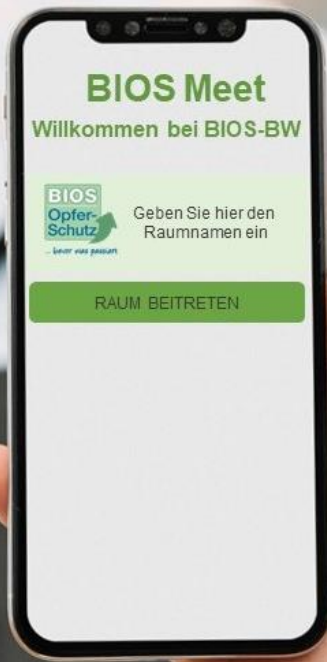 BIOS Meet
Willkommen bei BIOS-BW
BIOS
Opfer-
Schutz
... bevor was passiert
Geben Sie hier den
Raumnamen ein
RAUM BEITRETEN